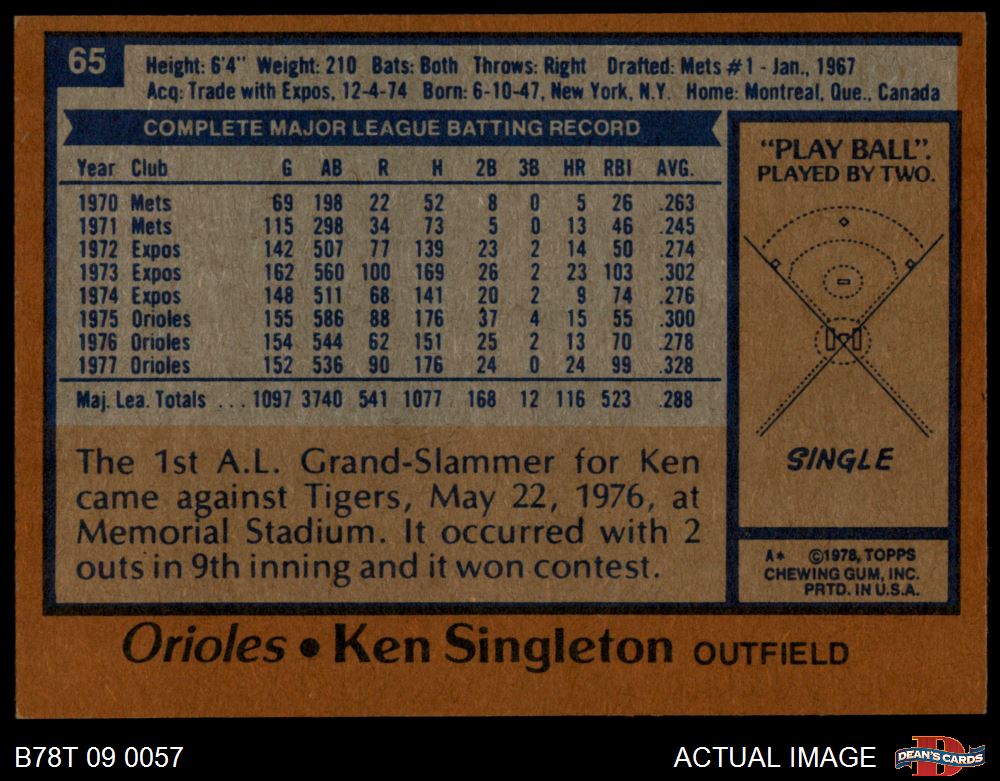 65
Height: 6'4" Weight: 210 Bats: Both Throws: Right Drafted: Mets #1 - Jan., 1967
Acq: Trade with Expos, 12-4-74 Born: 6-10-47, New York, N.Y. Home: Montreal, Que., Canada
COMPLETE MAJOR LEAGUE BATTING RECORD
Year Club G AB R H 2B 3B HR RBI AVG.
1970 Mets 69 198 22 52 8 0 5 26 .263
1971 Mets 115 298 34 73 5 0 13 46 .245
1972 Expos 142 507 77 139 23 2 14 50 .274
1973 Expos 162 560 100 169 26 2 23 103 .302
1974 Expos 148 511 68 141 20 2 9 74 .276
1975 Orioles 155 586 88 176 37 4 15 55 .300
1976 Orioles 154 544 62 151 25 2 13 70 .278
1977 Orioles 152 536 90 176 24 0 24 99 .328
Maj. Lea. Totals ... 1097 3740 541 1077 168 12 116 523 .288
The 1st A.L. Grand-Slammer for Ken
came against Tigers, May 22, 1976, at
Memorial Stadium. It occurred with 2
outs in 9th inning and it won contest.
"PLAY BALL".
PLAYED BY TWO.
SINGLE
A* ©1978, TOPPS
CHEWING GUM, INC.
PRTD. IN U.S.A.
Orioles • Ken Singleton OUTFIELD
B78T 09 0057
ACTUAL IMAGE
D
DEAN'S CARDS